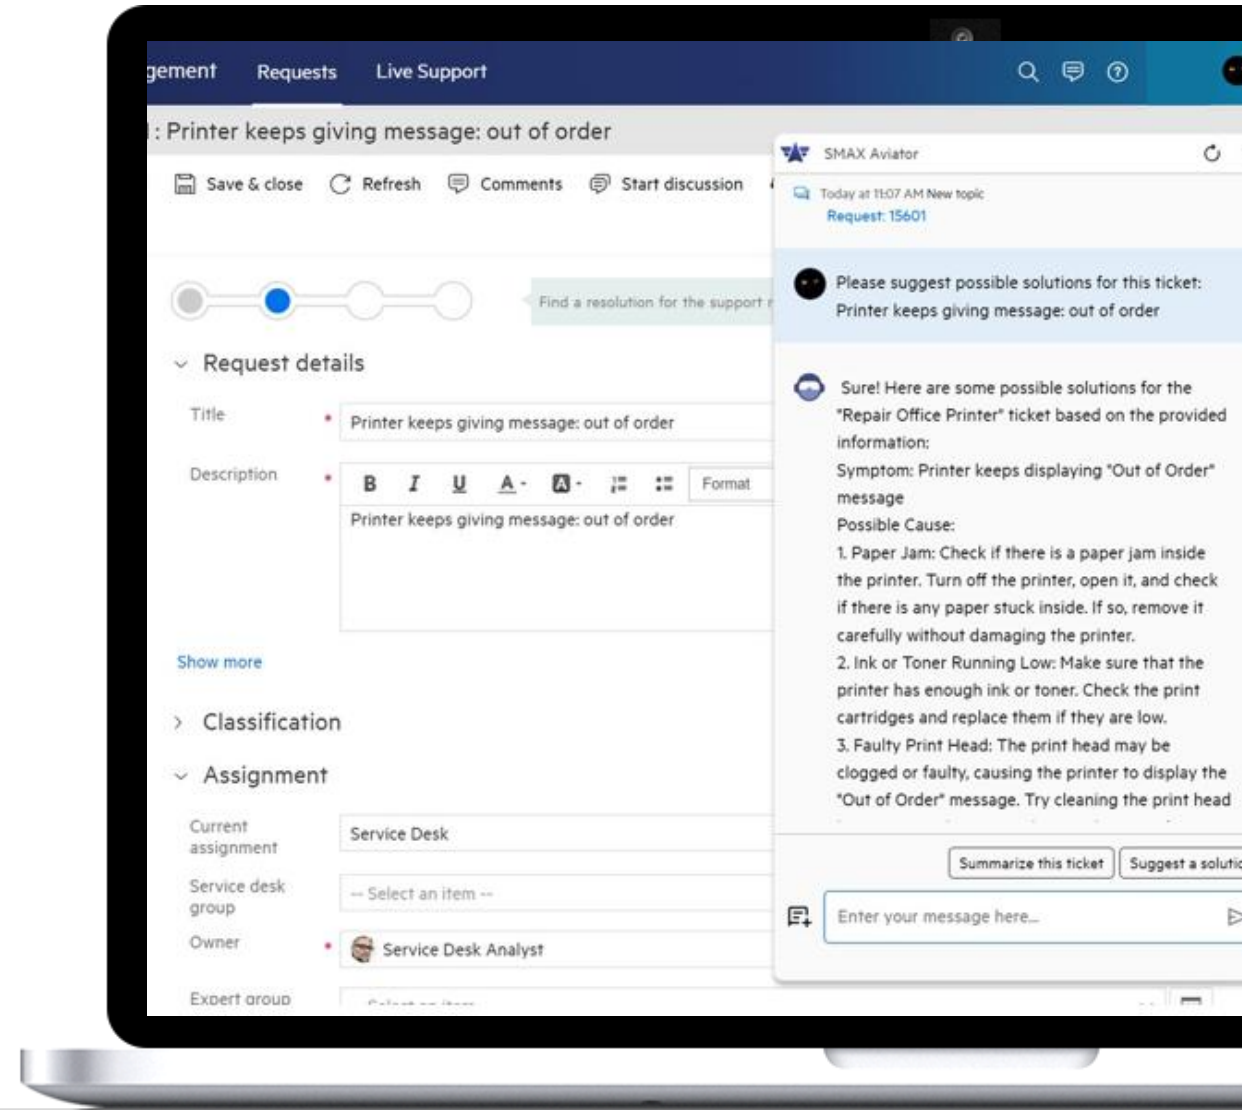 gement Requests Live Support
: Printer keeps giving message: out of order
Save & close Refresh Comments Start discussion
Find a resolution for the support
Request details
Title
Printer keeps giving message: out of order
Description
B I U A A Format
Printer keeps giving message: out of order
Show more
Classification
Assignment
Current
assignment
Service Desk
Service desk
group
-- Select an item --
Owner
Service Desk Analyst
Expert group
SMAX Aviator
Today at 11:07 AM New topic
Request: 15601
Please suggest possible solutions for this ticket:
Printer keeps giving message: out of order
Sure! Here are some possible solutions for the
"Repair Office Printer" ticket based on the provided
information:
Symptom: Printer keeps displaying "Out of Order"
message
Possible Cause:
1. Paper Jam: Check if there is a paper jam inside
the printer. Turn off the printer, open it, and check
if there is any paper stuck inside. If so, remove it
carefully without damaging the printer.
2. Ink or Toner Running Low: Make sure that the
printer has enough ink or toner. Check the print
cartridges and replace them if they are low.
3. Faulty Print Head: The print head may be
clogged or faulty, causing the printer to display the
"Out of Order" message. Try cleaning the print head
Summarize this ticket Suggest a solutio
Enter your message here...